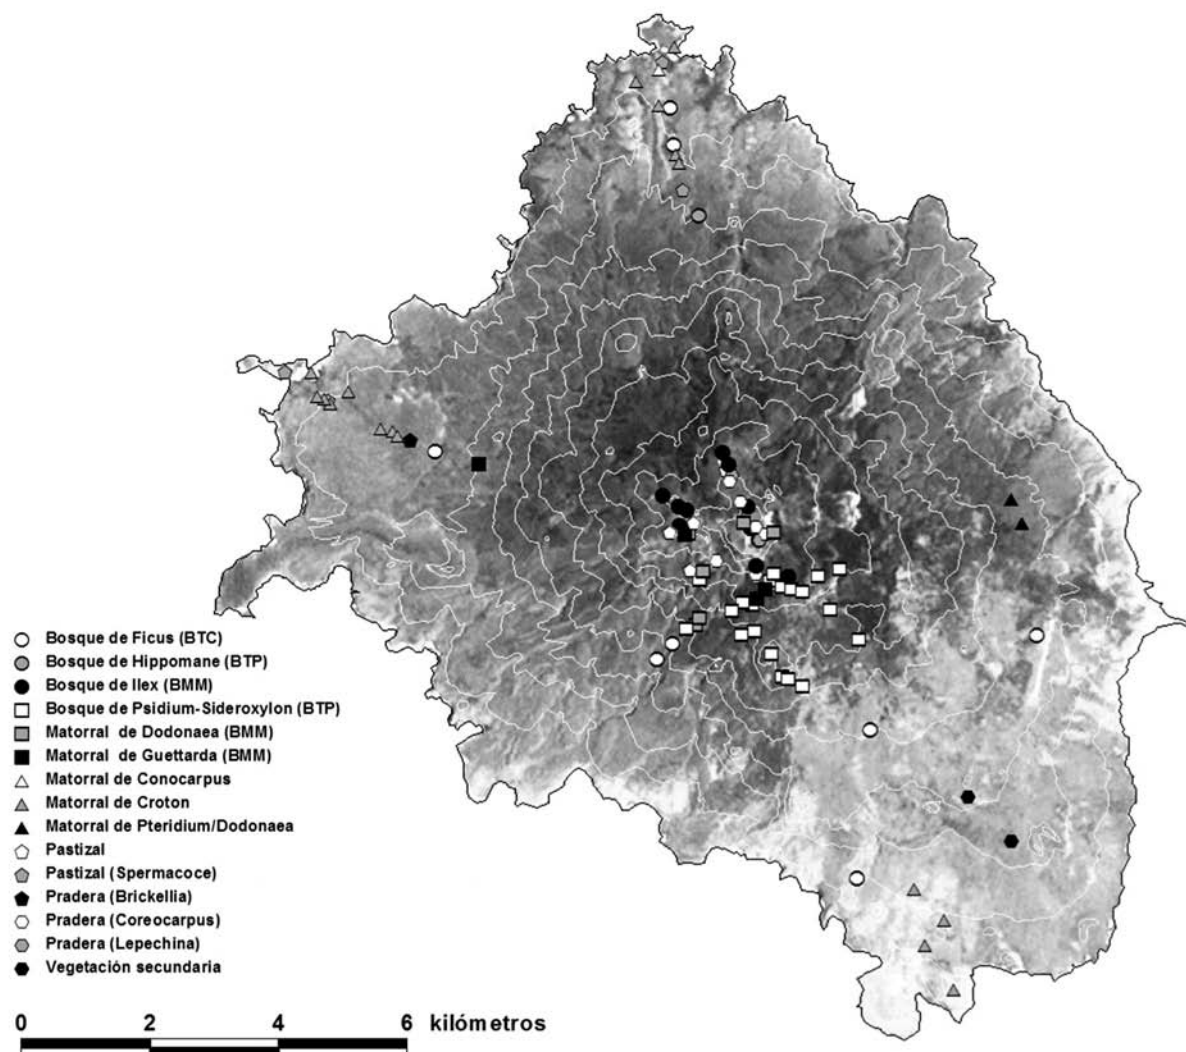 Bosque de Ficus (BTC)
Bosque de Hippomane (BTP)
Bosque de Ilex (BMM)
Bosque de Psidium-Sideroxylon (BTP)
Matorral de Dodonaea (BMM)
Matorral de Guettarda (BMM)
Matorral de Conocarpus
Matorral de Croton
Matorral de Pteridium/Dodonaea
Pastizal
Pastizal (Spermacoce)
Pradera (Brickellia)
Pradera (Coreocarpus)
Pradera (Lepechina)
Vegetación secundaria
0 2 4 6 kilómetros